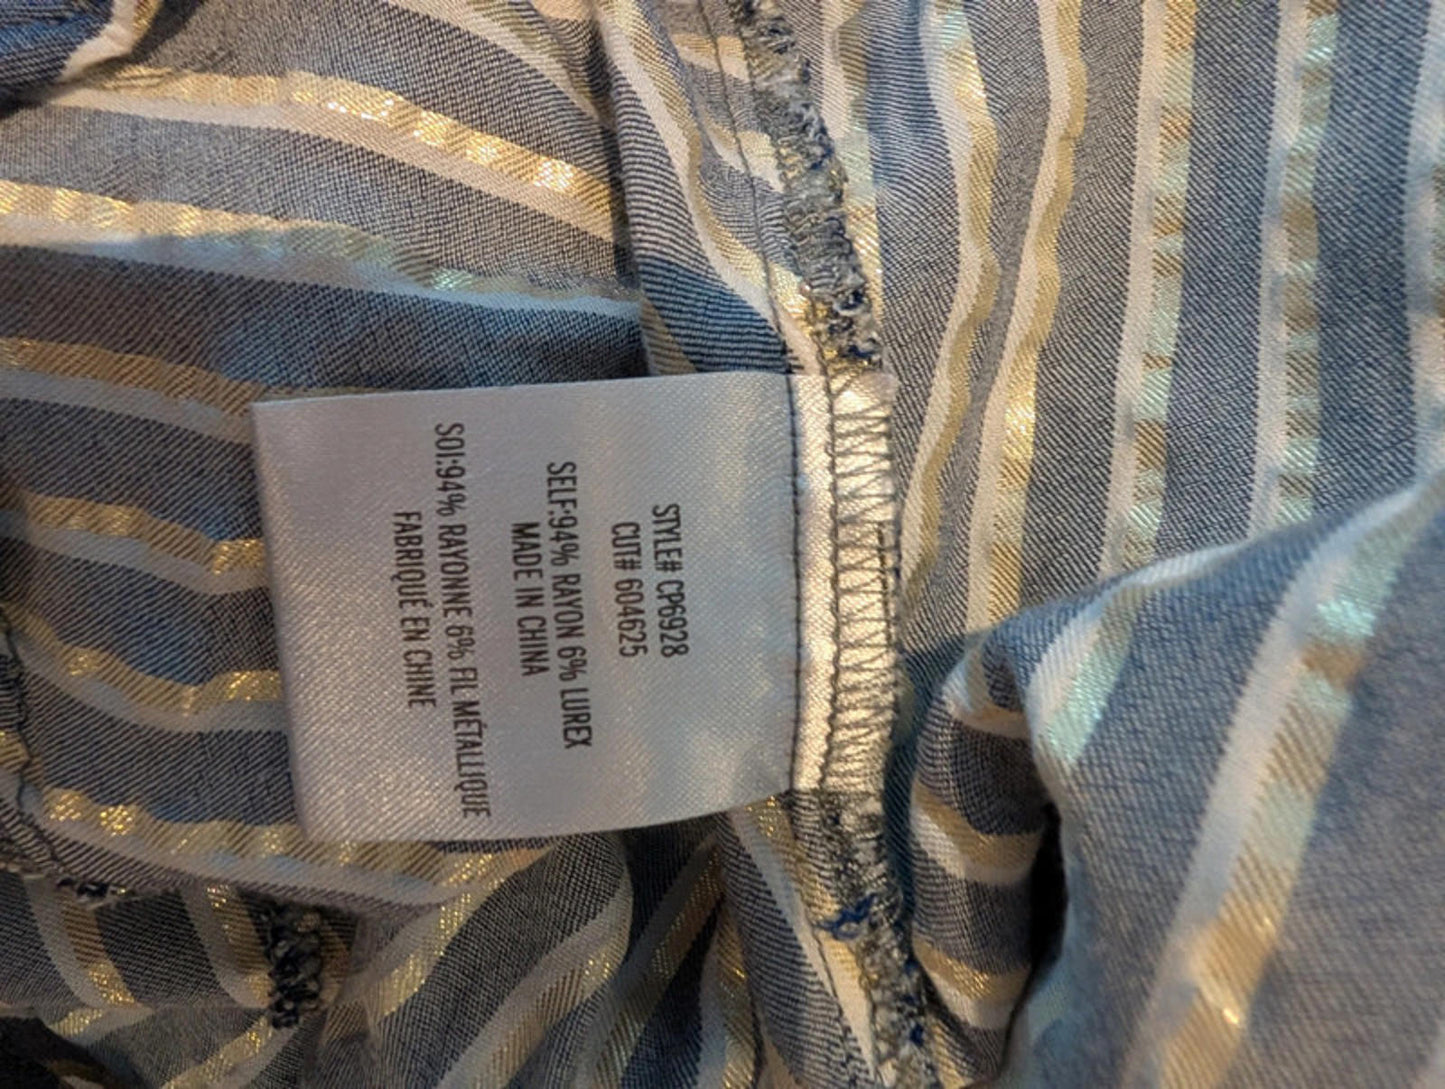 STYLE# CP6928
CUT# 604625
SELF:94% RAYON 6% LUREX
MADE IN CHINA
SOI:94% RAYONNE 6% FIL MÉTALLIQUE
FABRIQUÉ EN CHINE